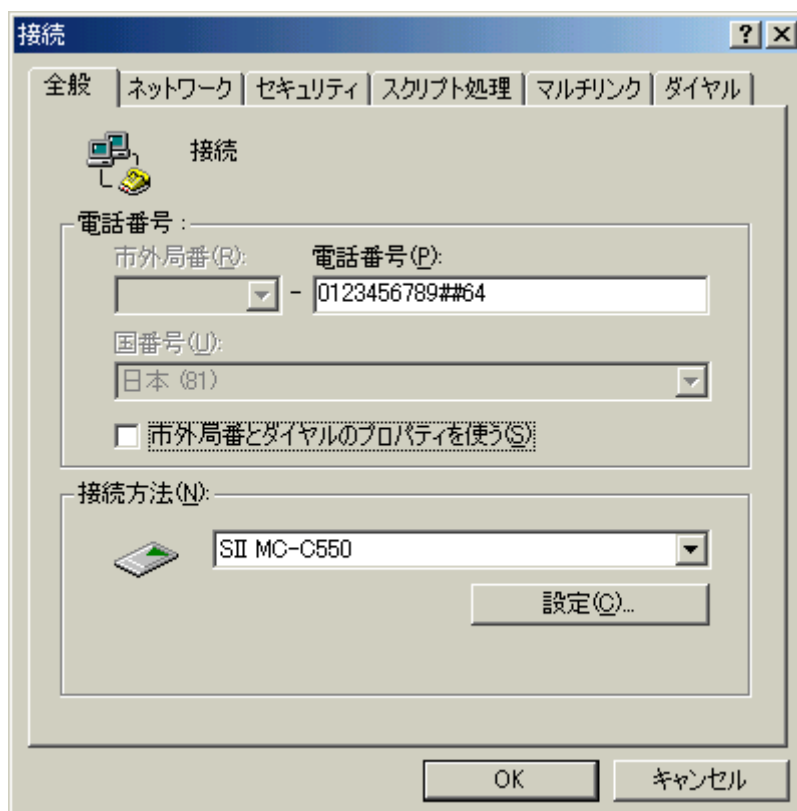 接続
全般 ネットワーク セキュリティ スクリプト処理 マルチリンク ダイヤル
接続
電話番号:
市外局番(R): 電話番号(P):
- 0123456789##64
国番号(U):
日本 (81)
市外局番とダイヤルのプロパティを使う(S)
接続方法(N):
SII MC-C550
設定(C)...
OK キャンセル